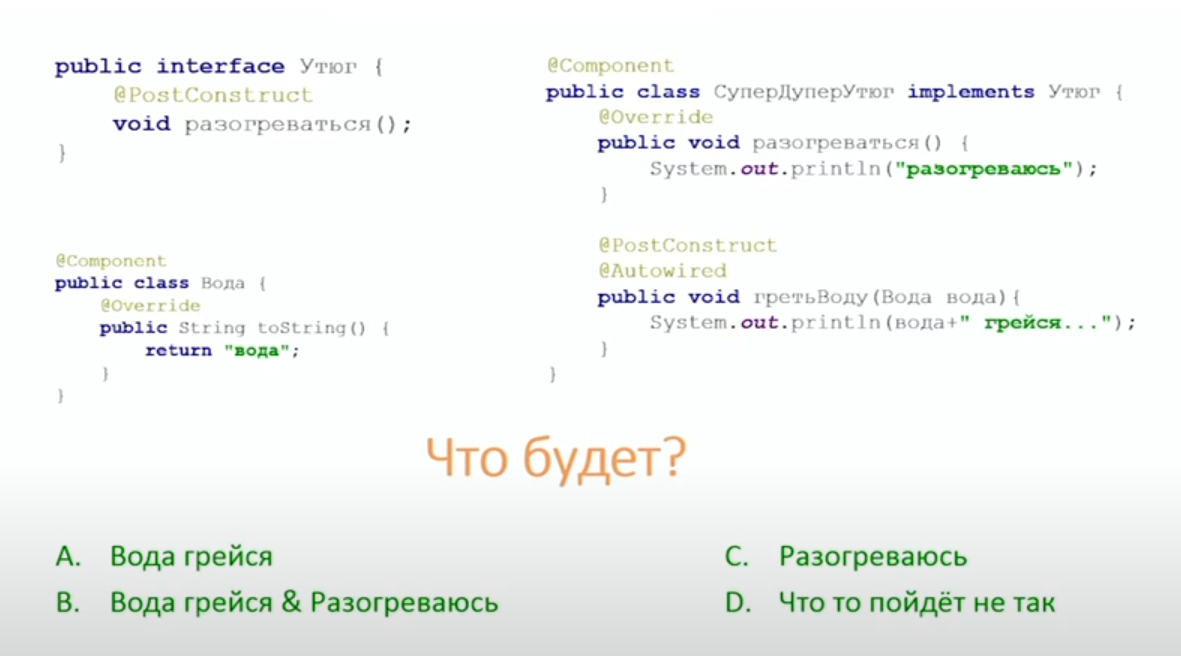 public interface Утюг {
@PostConstruct
void разогреваться();
}
@Component
public class Вода {
@Override
public String toString() {
return "вода";
}
}
@Component
public class СуперДуперУтюг implements Утюг {
@Override
public void разогреваться() {
System.out.println("разогреваюсь");
}
@PostConstruct
@Autowired
public void гретьВоду(Вода вода){
System.out.println(вода+" грейся...");
}
}
Что будет?
A. Вода грейся
B. Вода грейся & Разогреваюсь
C. Разогреваюсь
D. Что то пойдёт не так